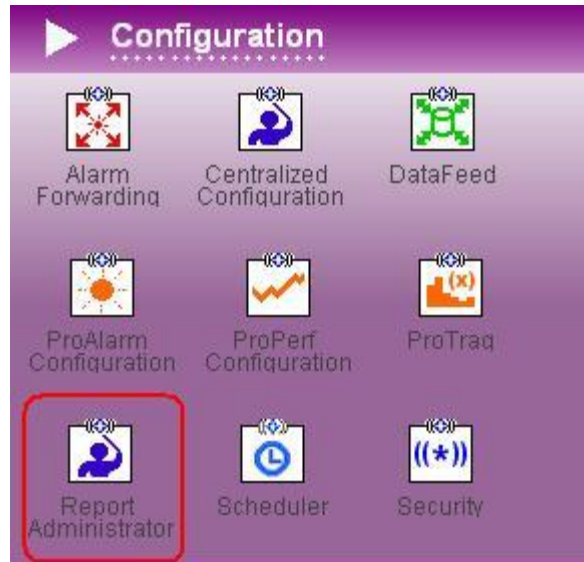 Configuration
Alarm
Forwarding
Centralized
Configuration
DataFeed
(x)
ProAlarm
Configuration
ProPerf
Configuration
ProTraq
((*))
Report
Administrator
Scheduler
Security